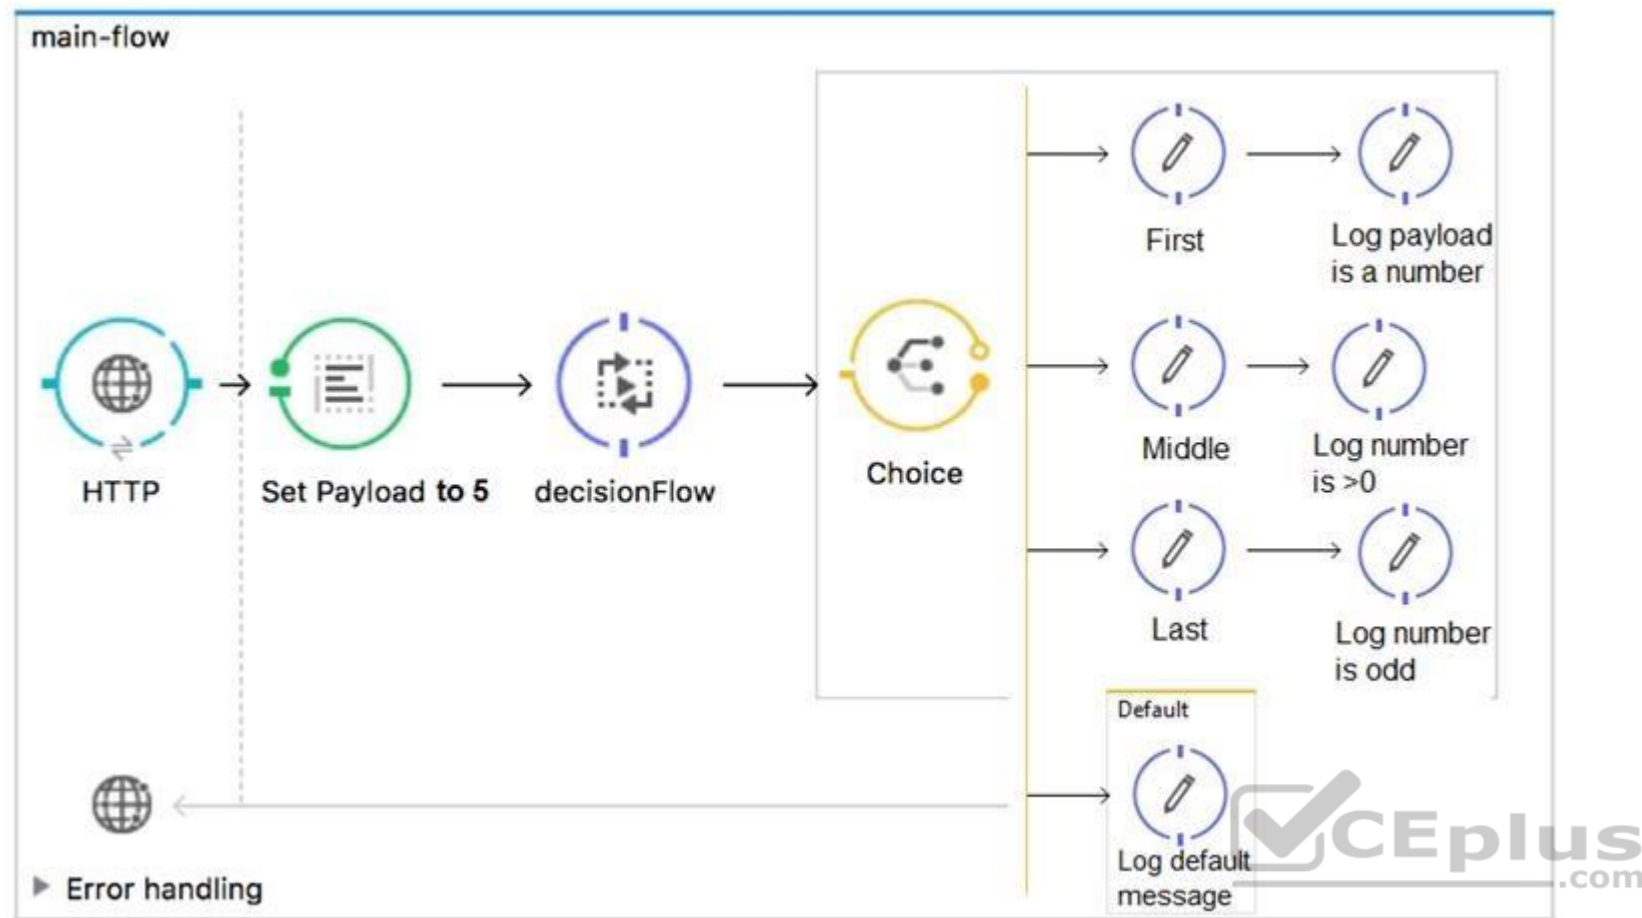 main-flow
First
Log payload
is a number
HTTP
Set Payload to 5
decisionFlow
Choice
Middle
Log number
is >0
Last
Log number
is odd
Default
Log default
message
Error handling
CEplus
.com